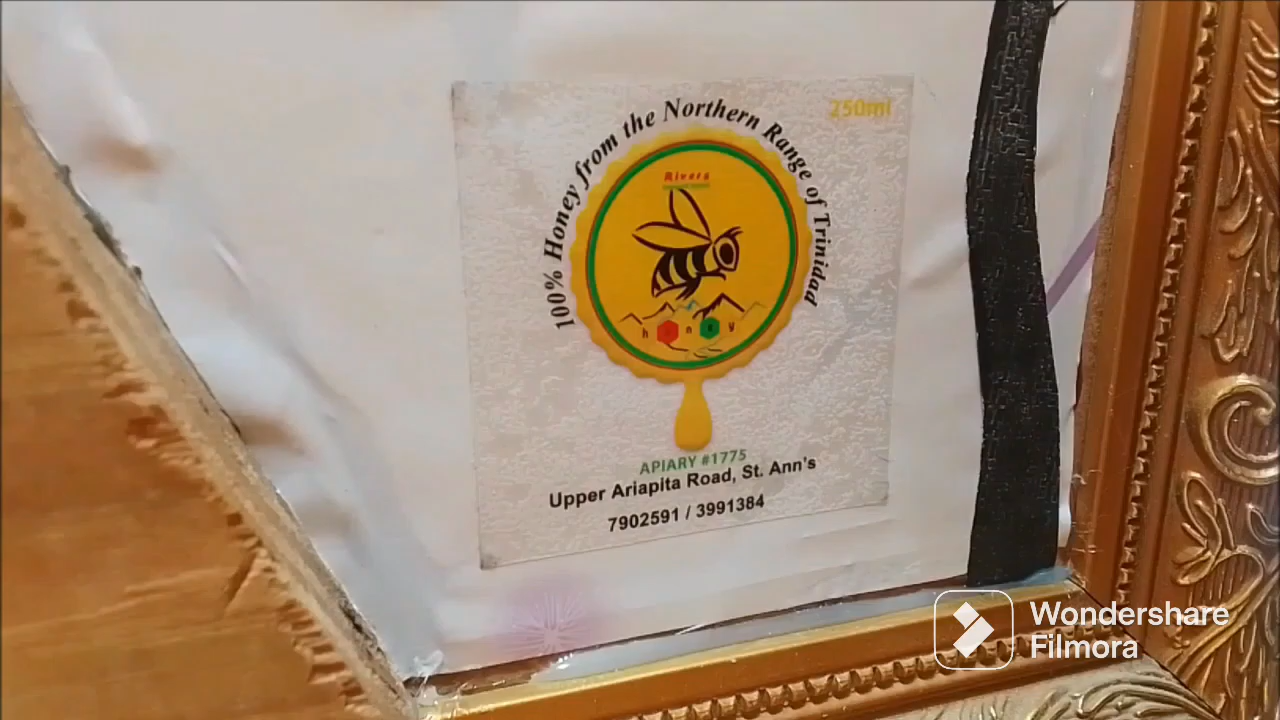 250ml
100% Honey from the Northern Range of Trinidad
Rivera
h o n e y
APIARY #1775
Upper Ariapita Road, St. Ann's
7902591 / 3991384
Wondershare
Filmora